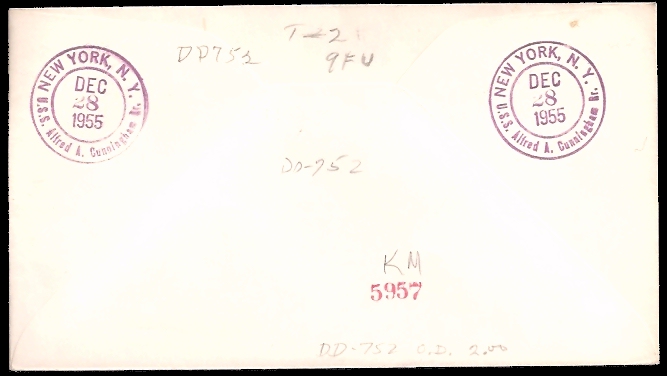 NEW YORK, N.Y.
DEC
28
1955
U.S.S. Alfred A. Cunningham Br.
DD752
T-2
9FU
NEW YORK, N.Y.
DEC
28
1955
U.S.S. Alfred A. Cunningham Br.
DD-752
KM
5957
DD-752 C.D. 2.00